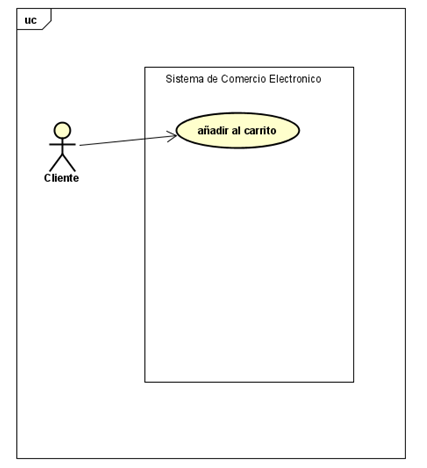 uc
Sistema de Comercio Electronico
añadir al carrito
Cliente